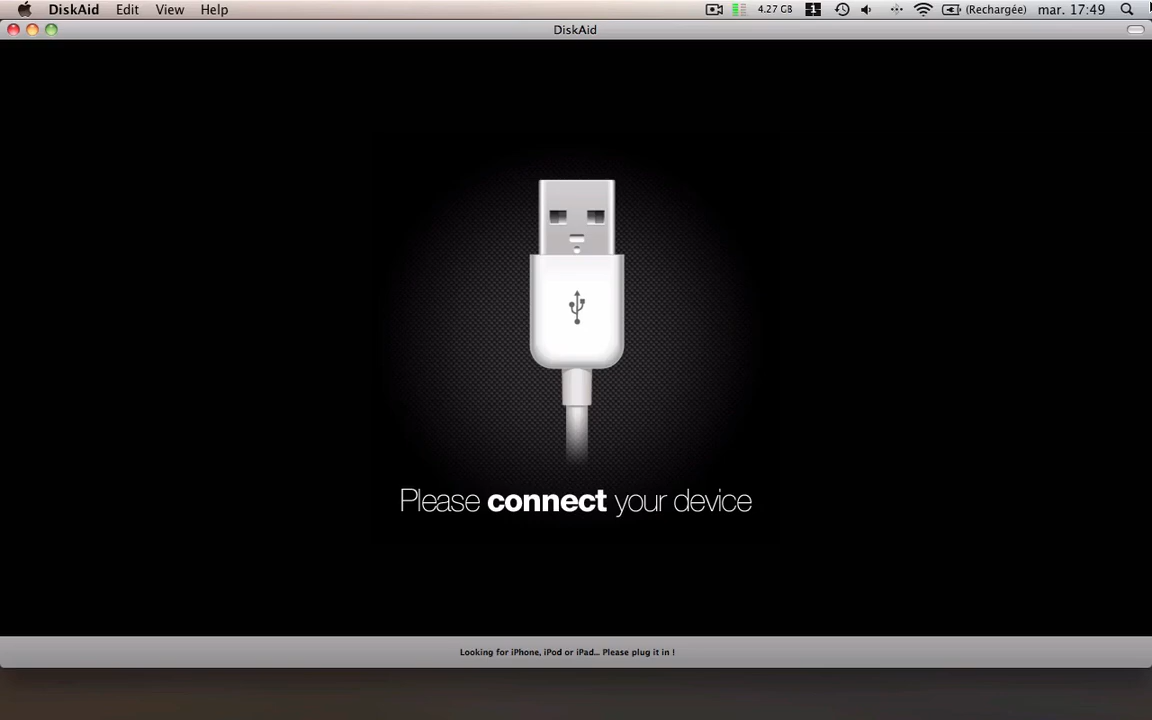 DiskAid Edit View Help 4.27 GB 1 (Rechargée) mar. 17:49
DiskAid
Please connect your device
Looking for iPhone, iPod or iPad... Please plug it in !